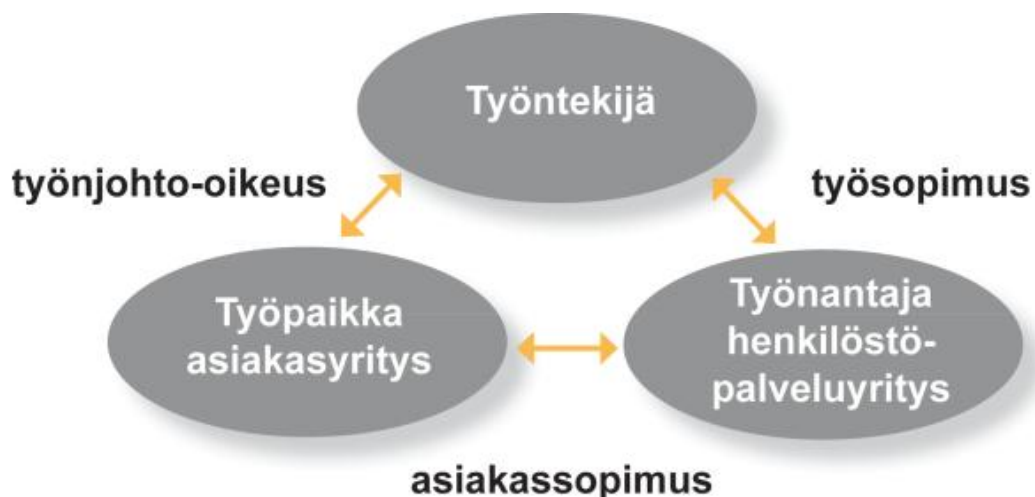 Työntekijä
työnjohto-oikeus
työsopimus
Työpaikka
asiakasyritys
Työnantaja
henkilöstö-
palveluyritys
asiakassopimus